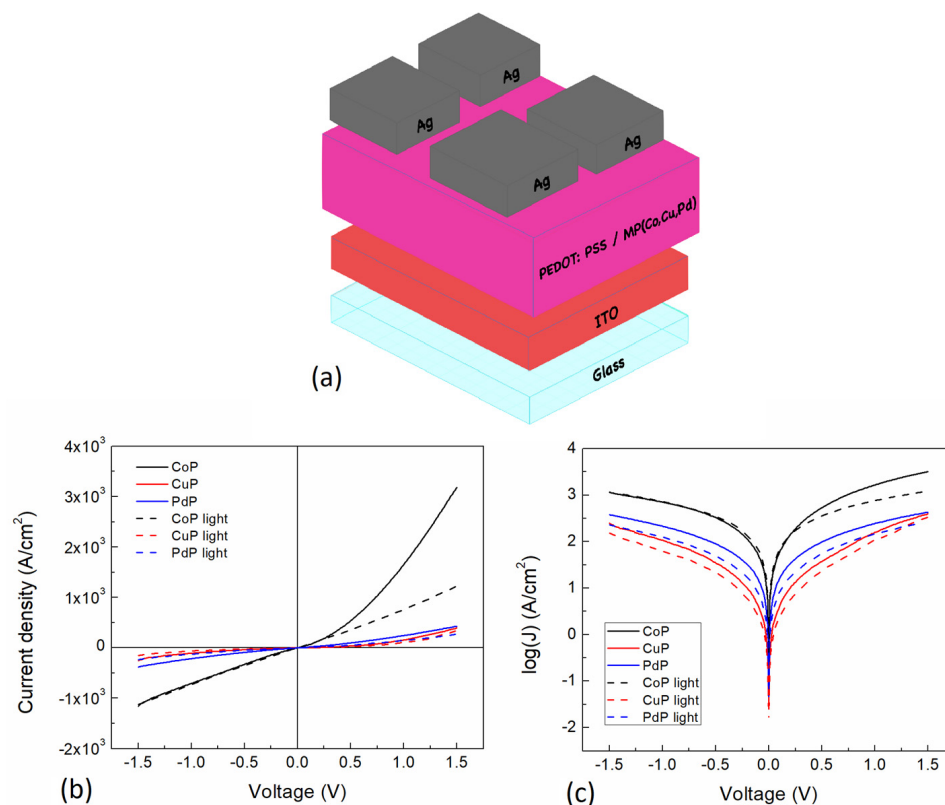 Ag
Ag
Ag
Ag
PEDOT: PSS / MP(Co,Cu,Pd)
ITO
Glass
(a)
4x10³
3x10³
2x10³
1x10³
0
-1x10³
-2x10³
Current density (A/cm²)
CoP
CuP
PdP
CoP light
CuP light
PdP light
-1.5 -1.0 -0.5 0.0 0.5 1.0 1.5
Voltage (V)
(b)
4
3
2
1
0
-1
-2
log(J) (A/cm²)
CoP
CuP
PdP
CoP light
CuP light
PdP light
-1.5 -1.0 -0.5 0.0 0.5 1.0 1.5
Voltage (V)
(c)